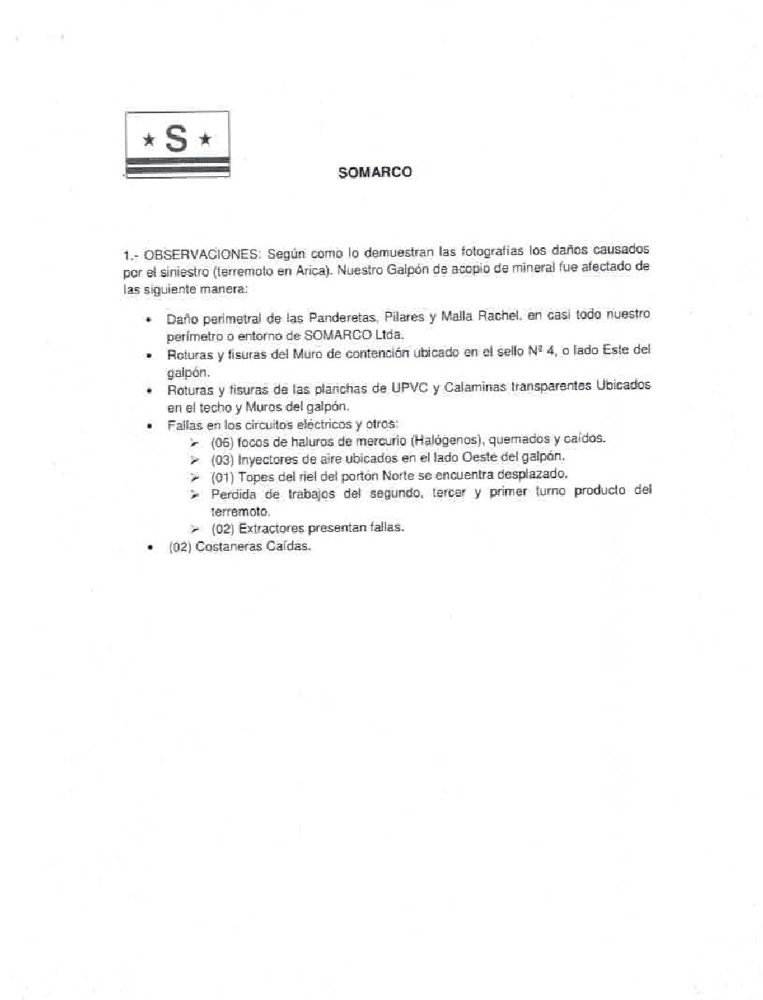 ★ S ★
SOMARCO
1.- OBSERVACIONES: Según como lo demuestran las fotografías los daños causados
por el siniestro (terremoto en Arica). Nuestro Galpón de acopio de mineral fue afectado de
las siguiente manera:
• Daño perimetral de las Panderetas, Pilares y Malla Rachel. en casi todo nuestro
perímetro o entorno de SOMARCO Ltda.
• Roturas y fisuras del Muro de contención ubicado en el sello Nº 4, o lado Este del
galpón.
• Roturas y fisuras de las planchas de UPVC y Calaminas transparentes Ubicados
en el techo y Muros del galpón.
• Fallas en los circuitos eléctricos y otros:
➢ (06) focos de haluros de mercurio (Halógenos), quemados y caídos.
➢ (03) Inyectores de aire ubicados en el lado Oeste del galpón.
➢ (01) Topes del riel del portón Norte se encuentra desplazado.
➢ Perdida de trabajos del segundo, tercer y primer turno producto del
terremoto.
➢ (02) Extractores presentan fallas.
• (02) Costaneras Caídas.